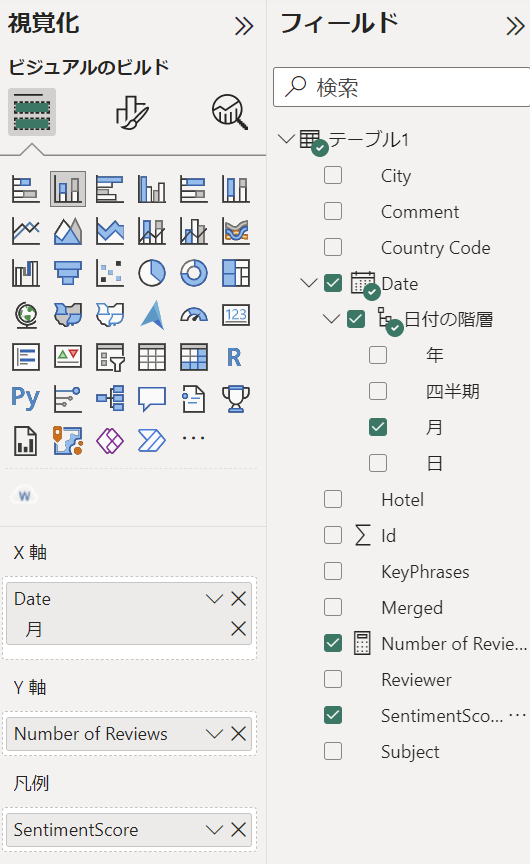 視覚化
ビジュアルのビルド
123
R
Py
W
X 軸
Date
月
Y 軸
Number of Reviews
凡例
SentimentScore
フィールド
検索
テーブル1
City
Comment
Country Code
Date
日付の階層
年
四半期
月
日
Hotel
Id
KeyPhrases
Merged
Number of Revie...
Reviewer
SentimentSco...
Subject